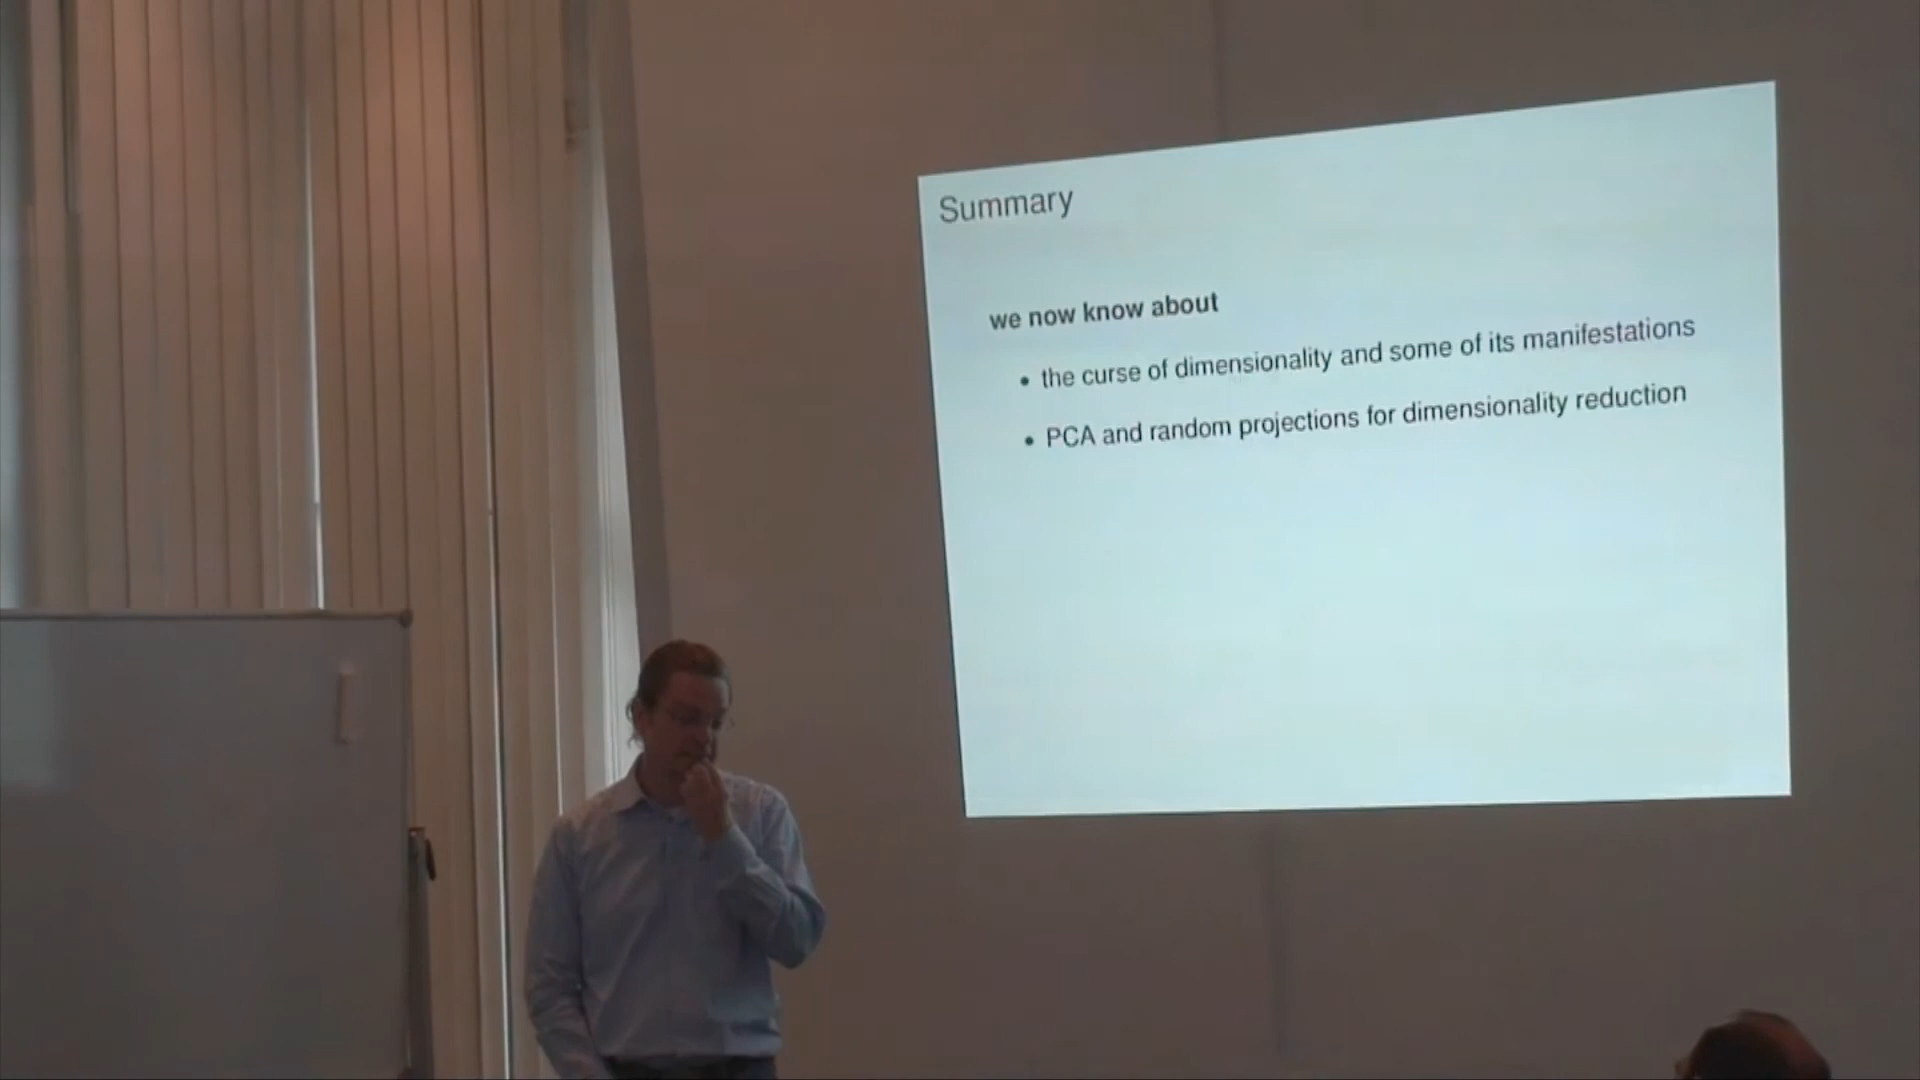 Summary
we now know about
• the curse of dimensionality and some of its manifestations
• PCA and random projections for dimensionality reduction